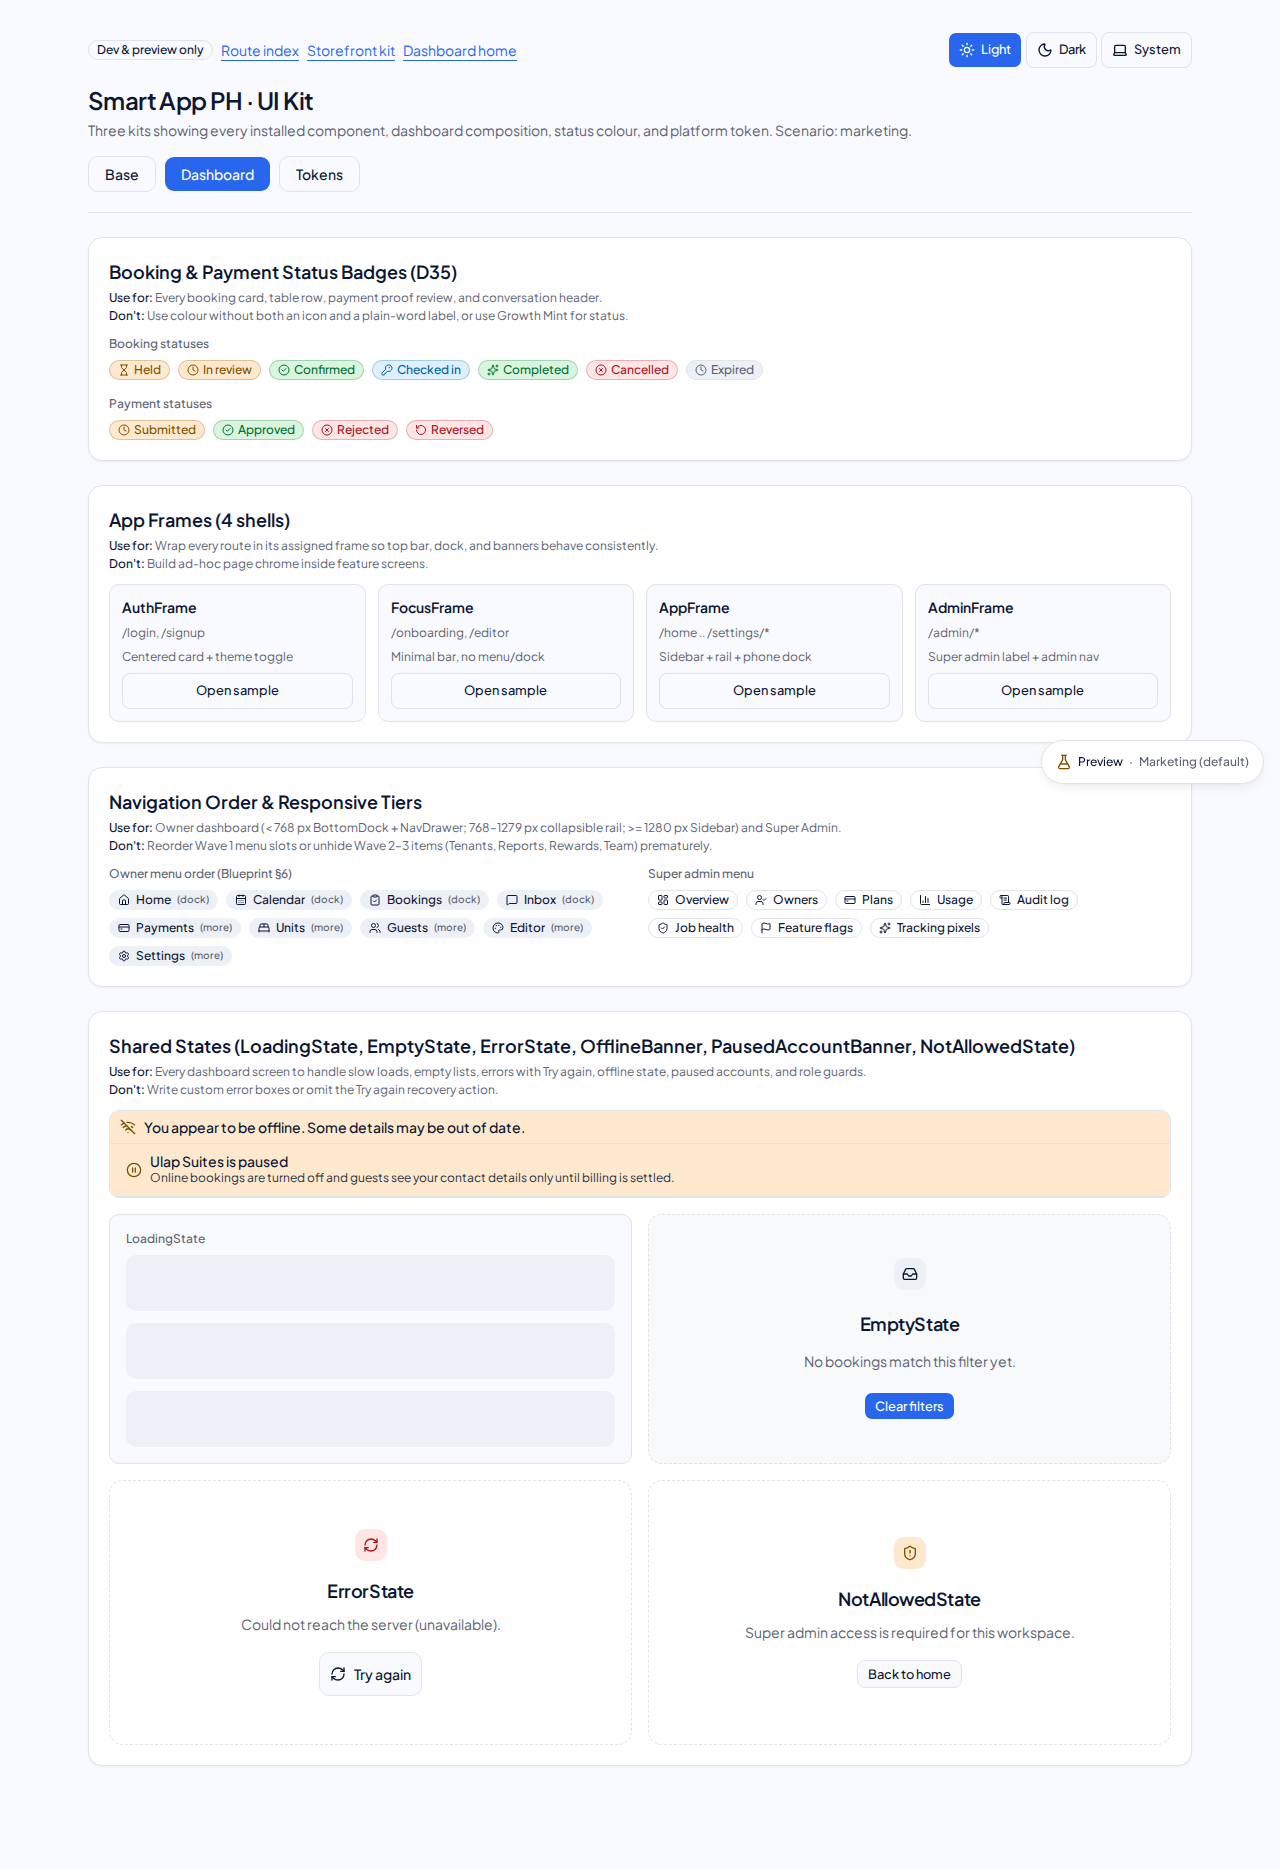 Dev & preview only Route index Storefront kit Dashboard home
Light Dark System
Smart App PH · UI Kit
Three kits showing every installed component, dashboard composition, status colour, and platform token. Scenario: marketing.
Base Dashboard Tokens
Booking & Payment Status Badges (D35)
Use for: Every booking card, table row, payment proof review, and conversation header.
Don't: Use colour without both an icon and a plain-word label, or use Growth Mint for status.
Booking statuses
Held In review Confirmed Checked in Completed Cancelled Expired
Payment statuses
Submitted Approved Rejected Reversed
App Frames (4 shells)
Use for: Wrap every route in its assigned frame so top bar, dock, and banners behave consistently.
Don't: Build ad-hoc page chrome inside feature screens.
AuthFrame
/login, /signup
Centered card + theme toggle
Open sample
FocusFrame
/onboarding, /editor
Minimal bar, no menu/dock
Open sample
AppFrame
/home .. /settings/*
Sidebar + rail + phone dock
Open sample
AdminFrame
/admin/*
Super admin label + admin nav
Open sample
Preview · Marketing (default)
Navigation Order & Responsive Tiers
Use for: Owner dashboard (<768 px BottomDock + NavDrawer; 768–1279 px collapsible rail; >= 1280 px Sidebar) and Super Admin.
Don't: Reorder Wave 1 menu slots or unhide Wave 2–3 items (Tenants, Reports, Rewards, Team) prematurely.
Owner menu order (Blueprint §6)
Home (dock) Calendar (dock) Bookings (dock) Inbox (dock)
Payments (more) Units (more) Guests (more) Editor (more)
Settings (more)
Super admin menu
Overview Owners Plans Usage Audit log
Job health Feature flags Tracking pixels
Shared States (LoadingState, EmptyState, ErrorState, OfflineBanner, PausedAccountBanner, NotAllowedState)
Use for: Every dashboard screen to handle slow loads, empty lists, errors with Try again, offline state, paused accounts, and role guards.
Don't: Write custom error boxes or omit the Try again recovery action.
You appear to be offline. Some details may be out of date.
Ulap Suites is paused
Online bookings are turned off and guests see your contact details only until billing is settled.
LoadingState
EmptyState
No bookings match this filter yet.
Clear filters
ErrorState
Could not reach the server (unavailable).
Try again
NotAllowedState
Super admin access is required for this workspace.
Back to home